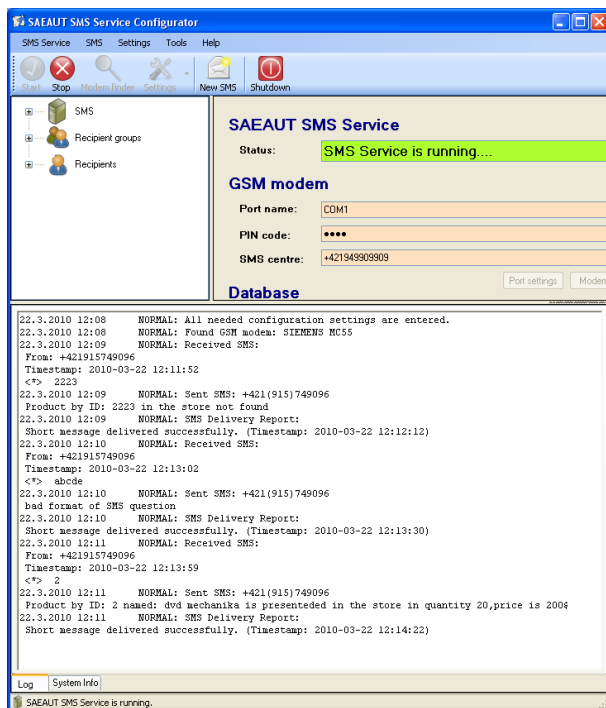 SAEAUT SMS Service Configurator
SMS Service SMS Settings Tools Help
Start Stop Modem finder Settings New SMS Shutdown
SMS
Recipient groups
Recipients
SAEAUT SMS Service
Status: SMS Service is running....
GSM modem
Port name: COM1
PIN code: ••••
SMS centre: +421949909909
Port settings Modem
Database
22.3.2010 12:08 NORMAL: All needed configuration settings are entered.
22.3.2010 12:08 NORMAL: Found GSM modem: SIEMENS MC55
22.3.2010 12:09 NORMAL: Received SMS:
From: +421915749096
Timestamp: 2010-03-22 12:11:52
<*> 2223
22.3.2010 12:09 NORMAL: Sent SMS: +421(915)749096
Product by ID: 2223 in the store not found
22.3.2010 12:09 NORMAL: SMS Delivery Report:
Short message delivered successfully. (Timestamp: 2010-03-22 12:12:12)
22.3.2010 12:10 NORMAL: Received SMS:
From: +421915749096
Timestamp: 2010-03-22 12:13:02
<*> abcde
22.3.2010 12:10 NORMAL: Sent SMS: +421(915)749096
bad format of SMS question
22.3.2010 12:10 NORMAL: SMS Delivery Report:
Short message delivered successfully. (Timestamp: 2010-03-22 12:13:30)
22.3.2010 12:11 NORMAL: Received SMS:
From: +421915749096
Timestamp: 2010-03-22 12:13:59
<*> 2
22.3.2010 12:11 NORMAL: Sent SMS: +421(915)749096
Product by ID: 2 named: dvd mechanika is presenteded in the store in quantity 20,price is 200$
22.3.2010 12:11 NORMAL: SMS Delivery Report:
Short message delivered successfully. (Timestamp: 2010-03-22 12:14:22)
Log System Info
SAEAUT SMS Service is running.